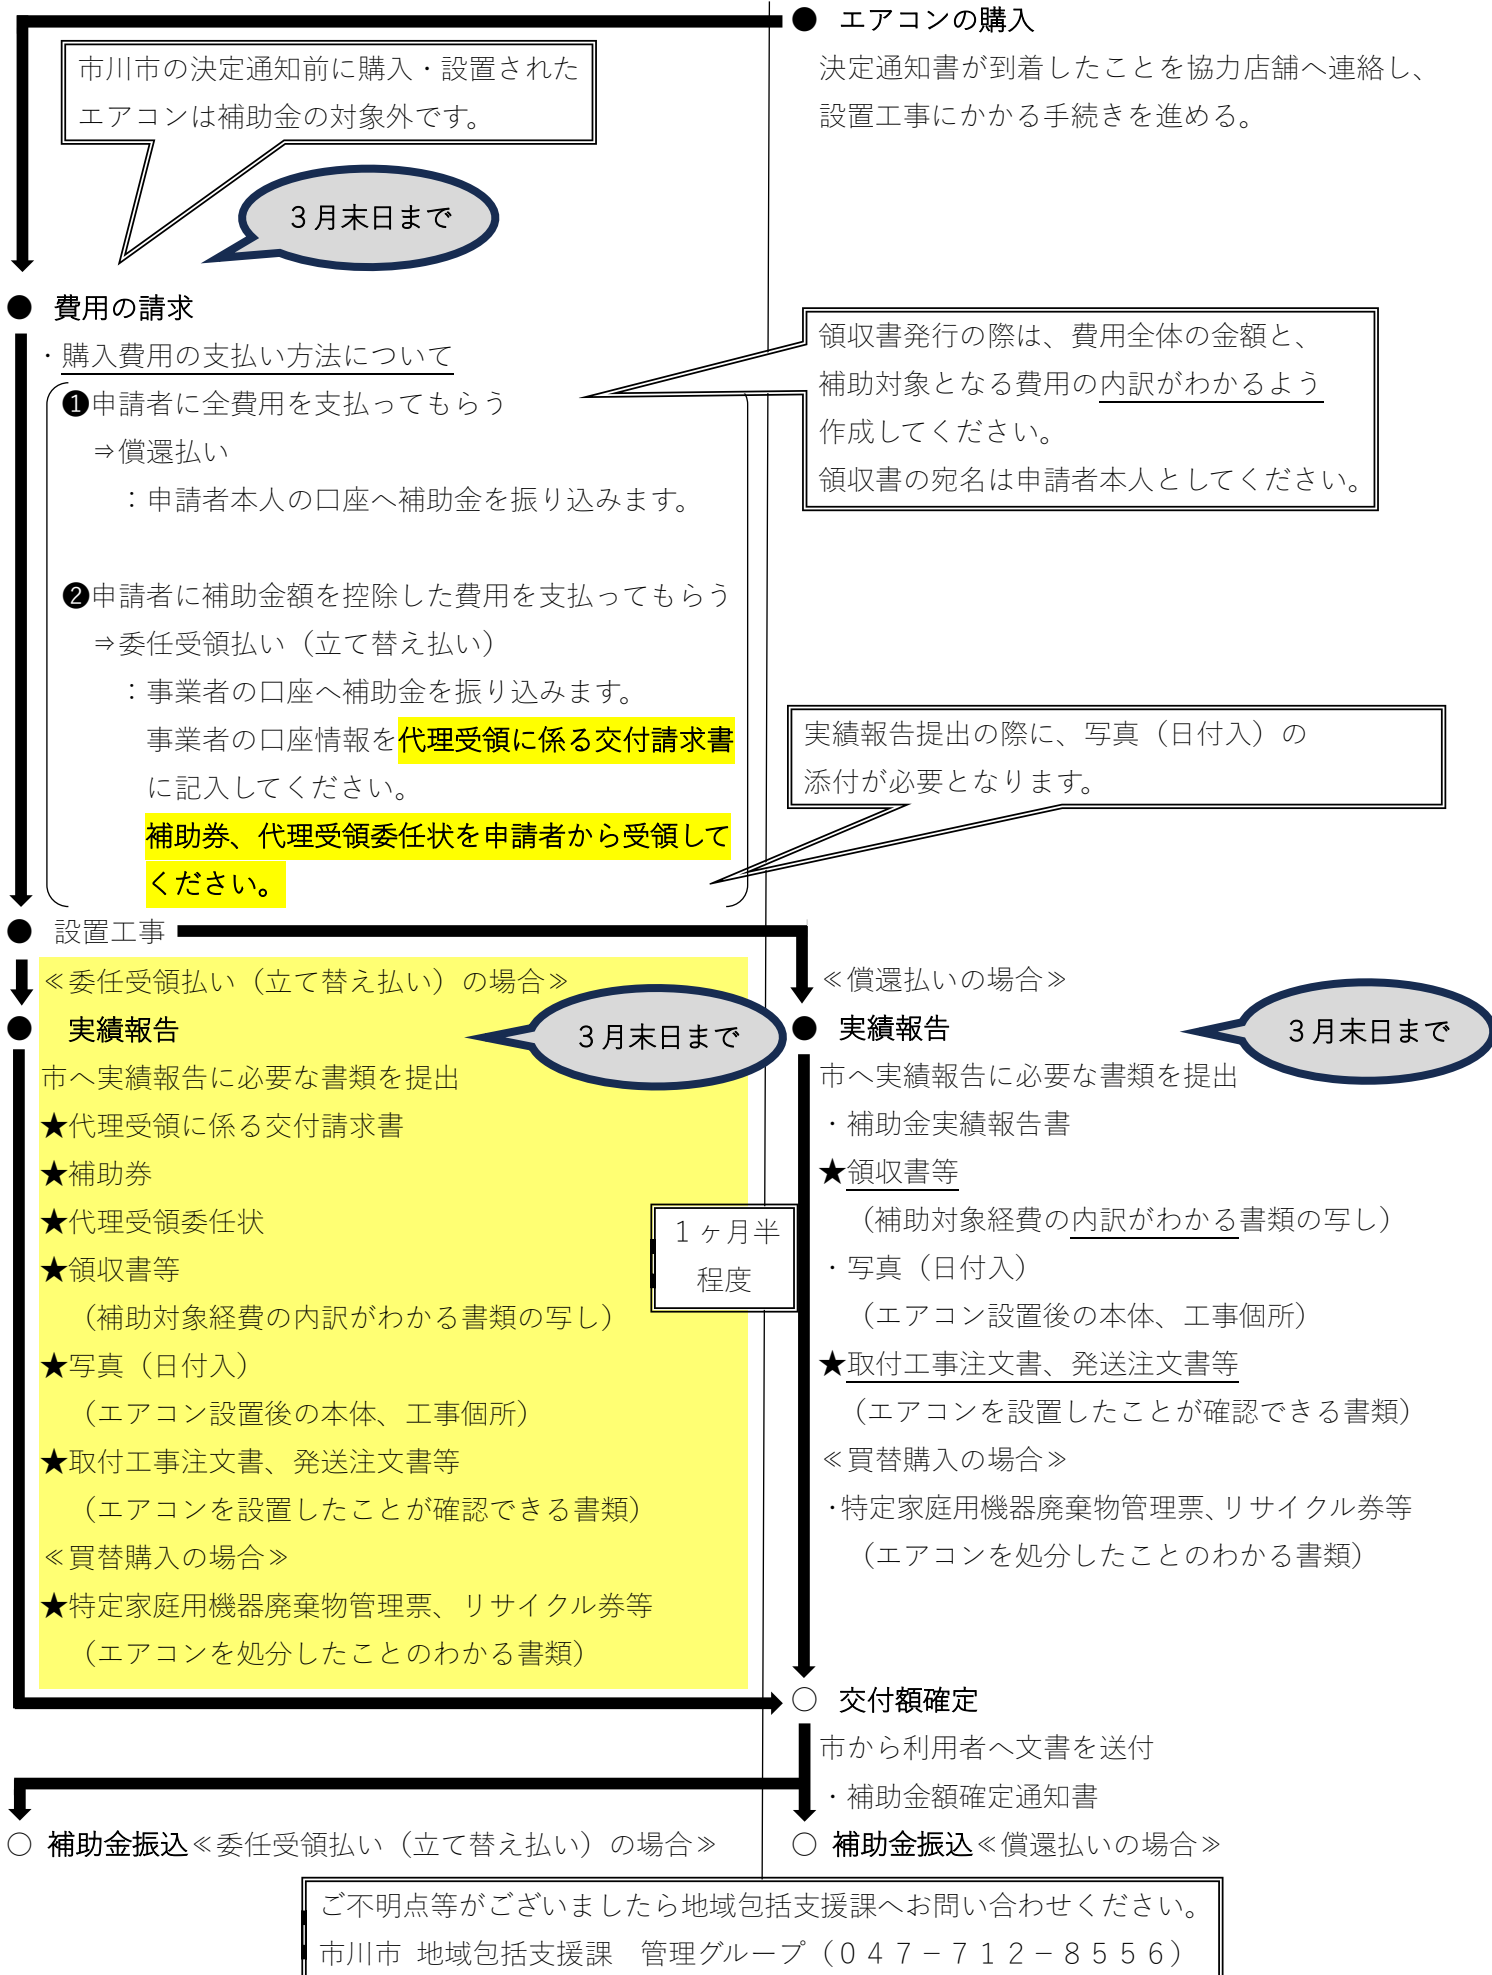 ● エアコンの購入
決定通知書が到着したことを協力店舗へ連絡し、
設置工事にかかる手続きを進める。
市川市の決定通知前に購入・設置された
エアコンは補助金の対象外です。
３月末日まで
● 費用の請求
・購入費用の支払い方法について
❶申請者に全費用を支払ってもらう
⇒償還払い
：申請者本人の口座へ補助金を振り込みます。
領収書発行の際は、費用全体の金額と、
補助対象となる費用の内訳がわかるよう
作成してください。
領収書の宛名は申請者本人としてください。
❷申請者に補助金額を控除した費用を支払ってもらう
⇒委任受領払い（立て替え払い）
：事業者の口座へ補助金を振り込みます。
事業者の口座情報を代理受領に係る交付請求書
に記入してください。
補助券、代理受領委任状を申請者から受領して
ください。
実績報告提出の際に、写真（日付入）の
添付が必要となります。
● 設置工事
≪委任受領払い（立て替え払い）の場合≫
● 実績報告
３月末日まで
市へ実績報告に必要な書類を提出
★代理受領に係る交付請求書
★補助券
★代理受領委任状
★領収書等
（補助対象経費の内訳がわかる書類の写し）
★写真（日付入）
（エアコン設置後の本体、工事個所）
★取付工事注文書、発送注文書等
（エアコンを設置したことが確認できる書類）
≪買替購入の場合≫
★特定家庭用機器廃棄物管理票、リサイクル券等
（エアコンを処分したことのわかる書類）
１ヶ月半
程度
≪償還払いの場合≫
● 実績報告
３月末日まで
市へ実績報告に必要な書類を提出
・補助金実績報告書
★領収書等
（補助対象経費の内訳がわかる書類の写し）
・写真（日付入）
（エアコン設置後の本体、工事個所）
★取付工事注文書、発送注文書等
（エアコンを設置したことが確認できる書類）
≪買替購入の場合≫
・特定家庭用機器廃棄物管理票、リサイクル券等
（エアコンを処分したことのわかる書類）
○ 交付額確定
市から利用者へ文書を送付
・補助金額確定通知書
○ 補助金振込≪委任受領払い（立て替え払い）の場合≫
○ 補助金振込≪償還払いの場合≫
ご不明点等がございましたら地域包括支援課へお問い合わせください。
市川市 地域包括支援課　管理グループ（０４７－７１２－８５５６）